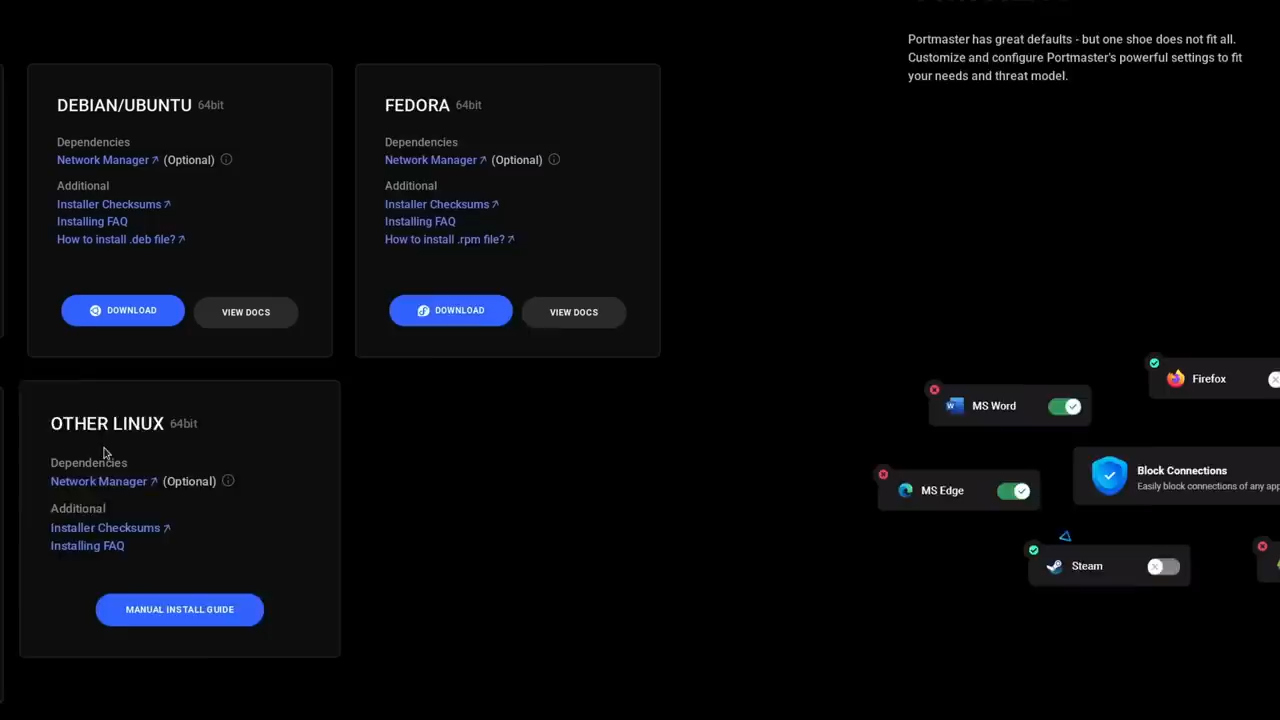 Portmaster has great defaults - but one shoe does not fit all.
Customize and configure Portmaster's powerful settings to fit
your needs and threat model.
DEBIAN/UBUNTU 64bit
Dependencies
Network Manager ↗ (Optional)
Additional
Installer Checksums ↗
Installing FAQ
How to install .deb file? ↗
DOWNLOAD
VIEW DOCS
FEDORA 64bit
Dependencies
Network Manager ↗ (Optional)
Additional
Installer Checksums ↗
Installing FAQ
How to install .rpm file? ↗
DOWNLOAD
VIEW DOCS
OTHER LINUX 64bit
Dependencies
Network Manager ↗ (Optional)
Additional
Installer Checksums ↗
Installing FAQ
MANUAL INSTALL GUIDE
Firefox
MS Word
Block Connections
Easily block connections of any app
MS Edge
Steam